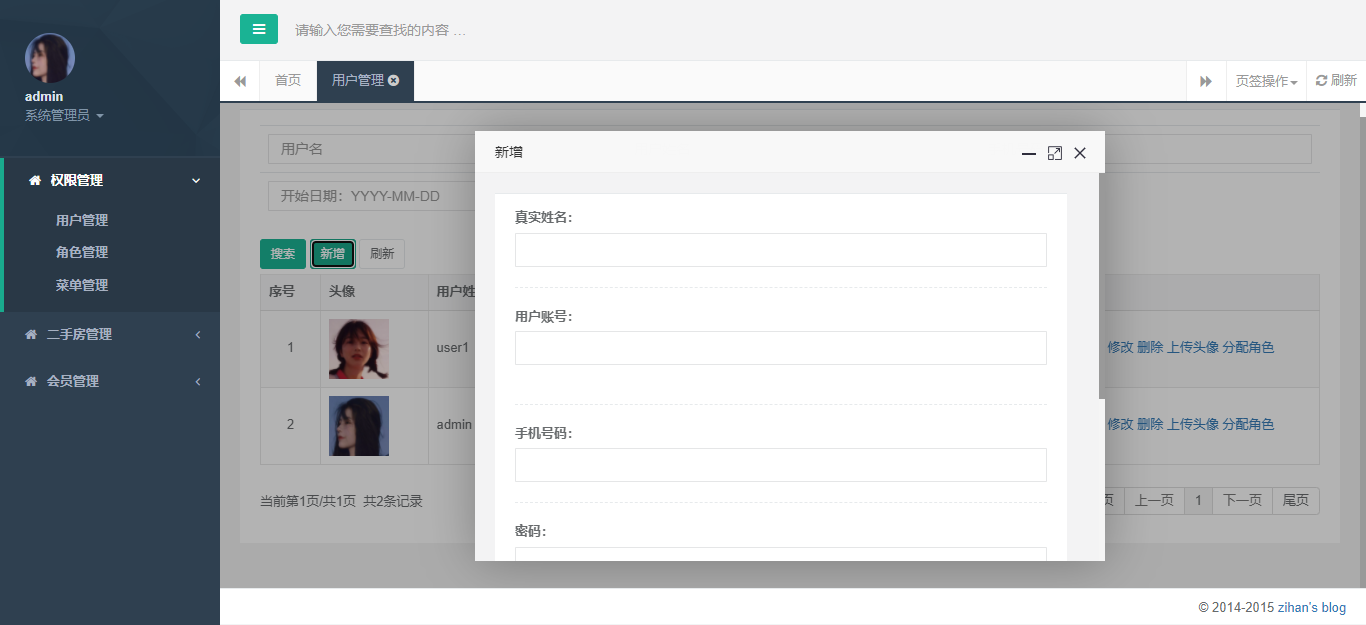 请输入您需要查找的内容 …
admin
系统管理员
首页
用户管理
页签操作
刷新
权限管理
用户管理
角色管理
菜单管理
二手房管理
会员管理
用户名
开始日期：YYYY-MM-DD
搜索 新增 刷新
序号 头像 用户姓
1 user1 修改 删除 上传头像 分配角色
2 admin 修改 删除 上传头像 分配角色
当前第1页/共1页 共2条记录
页 上一页 1 下一页 尾页
新增
真实姓名：
用户账号：
手机号码：
密码：
© 2014-2015 zihan's blog